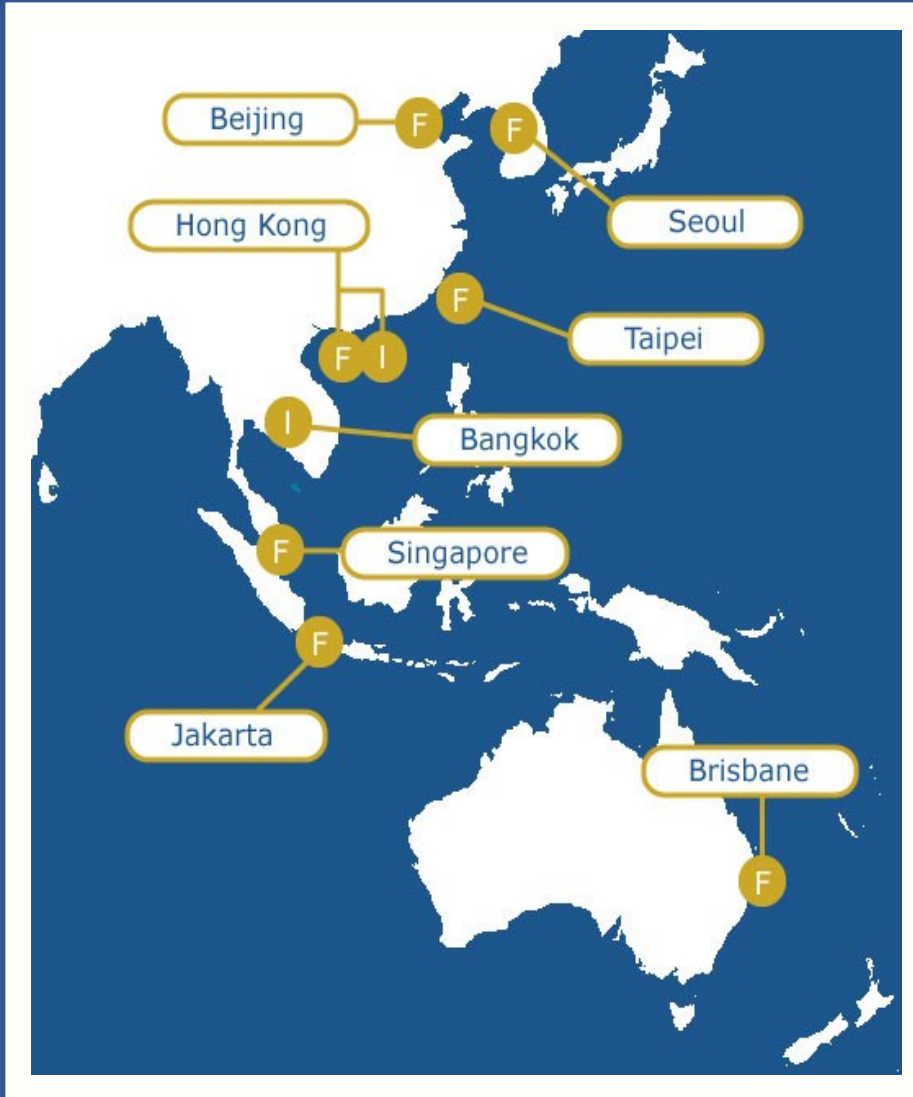 Beijing
F
F
Seoul
Hong Kong
F
Taipei
F
I
I
Bangkok
F
Singapore
F
Jakarta
Brisbane
F